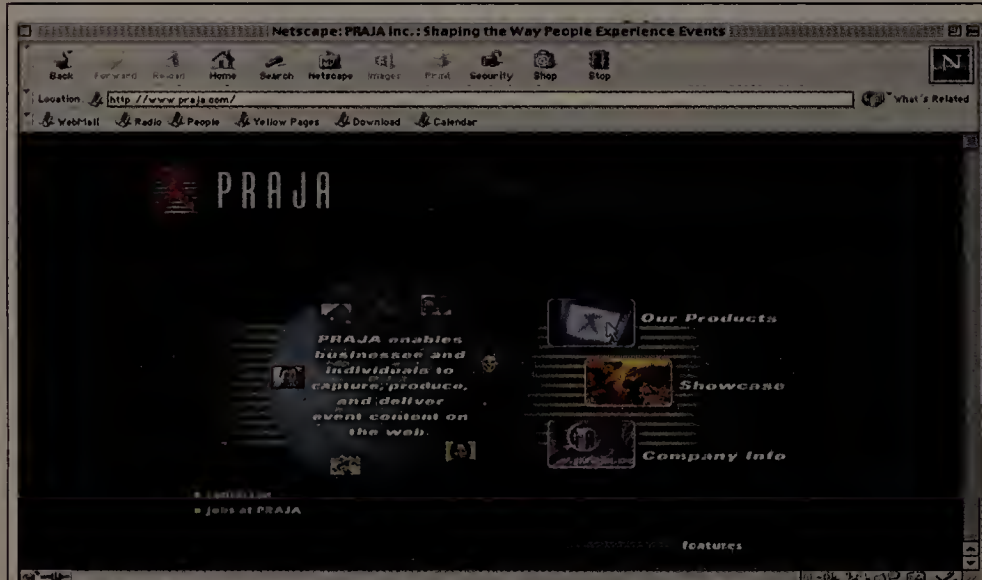 Netscape: PRAJA Inc.: Shaping the Way People Experience Events
Back Forward Reload Home Search Netscape Images Print Security Shop Stop
Location: http://www.praja.com/ What's Related
WebMail Radio People Yellow Pages Download Calendar
PRAJA
PRAJA enables
businesses and
individuals to
capture, produce,
and deliver
event content on
the web.
Our Products
Showcase
Company Info
jobs at PRAJA
features